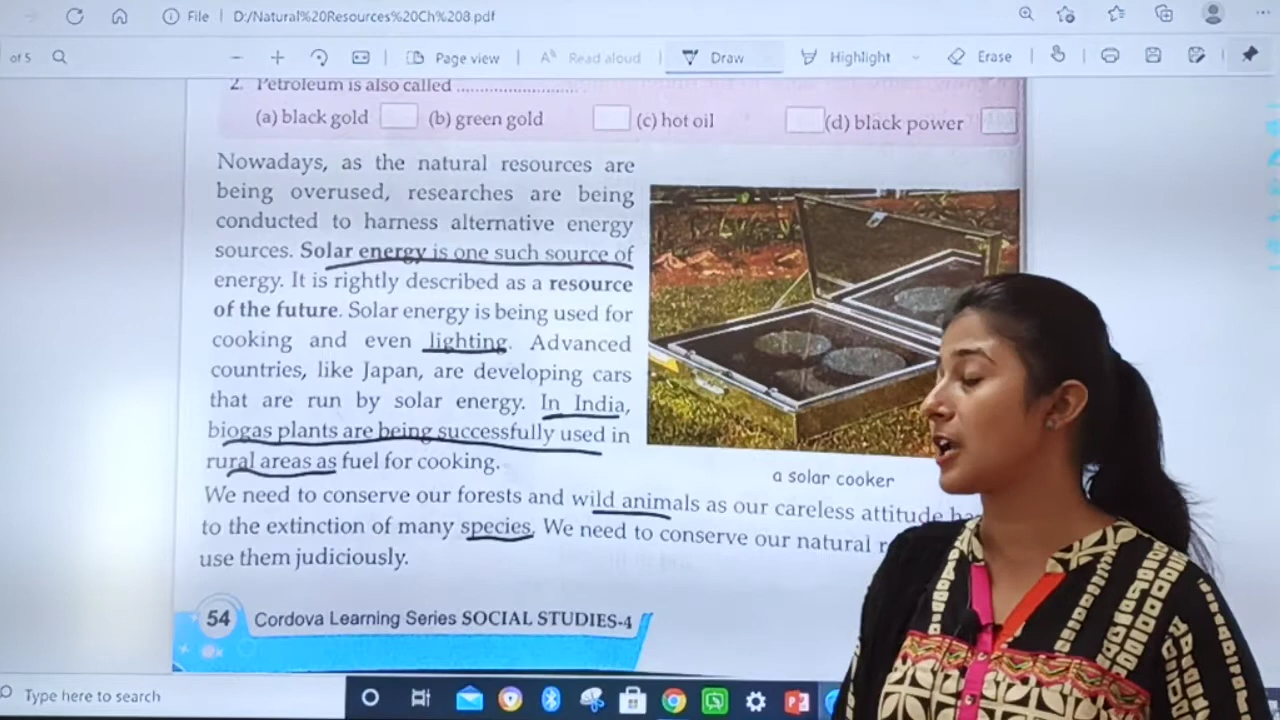 File | D:/Natural%20Resources%20Ch%208.pdf
of 5 Page view Read aloud Draw Highlight Erase
2. Petroleum is also called ..............................
(a) black gold (b) green gold (c) hot oil (d) black power
Nowadays, as the natural resources are
being overused, researches are being
conducted to harness alternative energy
sources. Solar energy is one such source of
energy. It is rightly described as a resource
of the future. Solar energy is being used for
cooking and even lighting. Advanced
countries, like Japan, are developing cars
that are run by solar energy. In India,
biogas plants are being successfully used in
rural areas as fuel for cooking.
a solar cooker
We need to conserve our forests and wild animals as our careless attitude
to the extinction of many species. We need to conserve our natural
use them judiciously.
54 Cordova Learning Series SOCIAL STUDIES-4
Type here to search